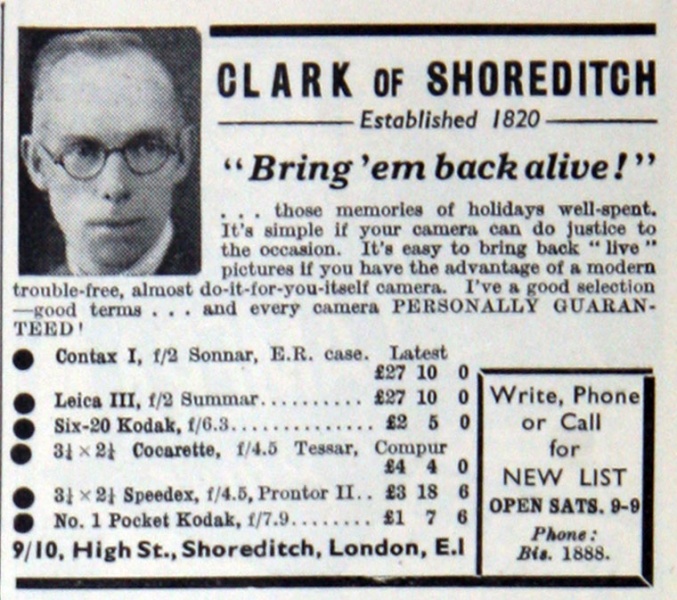 CLARK OF SHOREDITCH
Established 1820
"Bring 'em back alive!"
. . . those memories of holidays well-spent.
It's simple if your camera can do justice to
the occasion. It's easy to bring back "live"
pictures if you have the advantage of a modern
trouble-free, almost do-it-for-you-itself camera. I've a good selection
—good terms . . . and every camera PERSONALLY GUARAN-
TEED!
● Contax I, f/2 Sonnar, E.R. case. Latest
£27 10 0
● Leica III, f/2 Summar.......... £27 10 0
● Six-20 Kodak, f/6.3.............. £2 5 0
● 3¼ × 2¼ Cocarette, f/4.5 Tessar, Compur
£4 4 0
● 3¼ × 2¼ Speedex, f/4.5, Prontor II.. £3 18 6
● No. 1 Pocket Kodak, f/7.9........ £1 7 6
9/10, High St., Shoreditch, London, E.1
Write, Phone
or Call
for
NEW LIST
OPEN SATS. 9-9
Phone:
Bis. 1888.